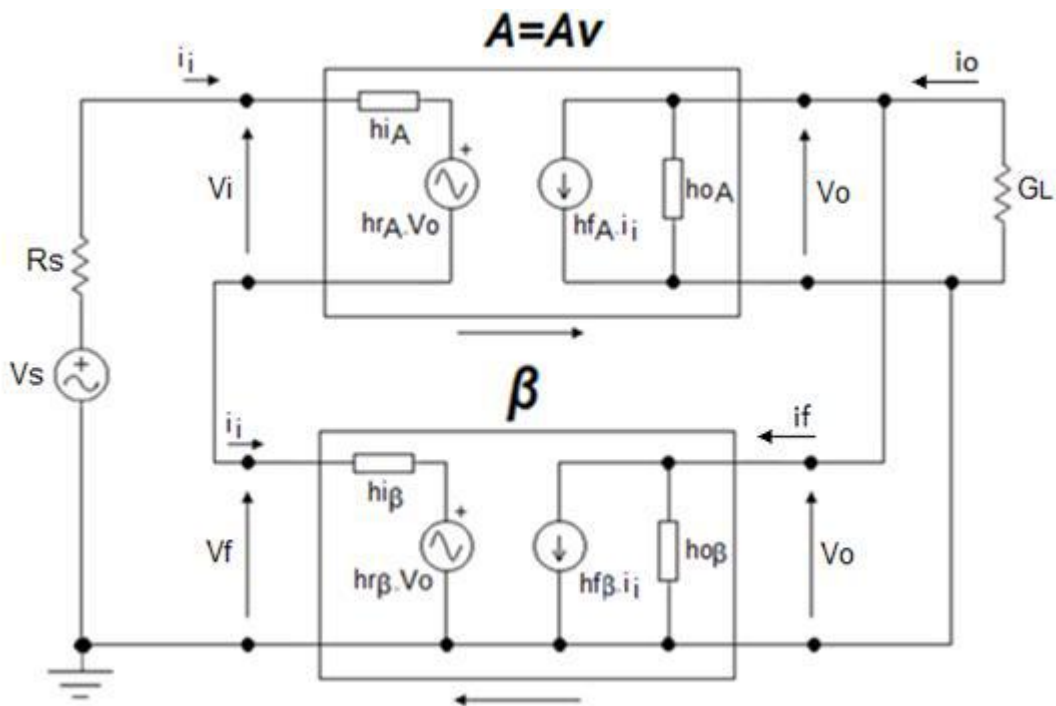 A=Av
ii
io
hiA
Vi
hrA.Vo
hfA.ii
hoA
Vo
GL
Rs
Vs
β
ii
if
hiβ
Vf
hrβ.Vo
hfβ.ii
hoβ
Vo